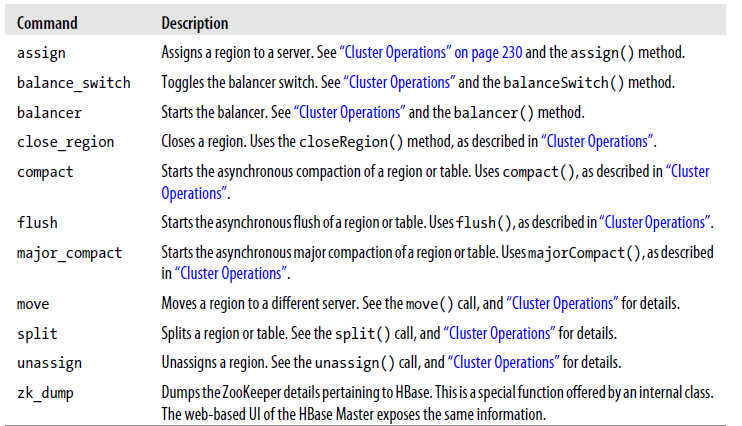 Command Description
assign Assigns a region to a server. See “Cluster Operations” on page 230 and the assign() method.
balance_switch Toggles the balancer switch. See “Cluster Operations” and the balanceSwitch() method.
balancer Starts the balancer. See “Cluster Operations” and the balancer() method.
close_region Closes a region. Uses the closeRegion() method, as described in “Cluster Operations”.
compact Starts the asynchronous compaction of a region or table. Uses compact(), as described in “Cluster
Operations”.
flush Starts the asynchronous flush of a region or table. Uses flush(), as described in “Cluster Operations”.
major_compact Starts the asynchronous major compaction of a region or table. Uses majorCompact(), as described
in “Cluster Operations”.
move Moves a region to a different server. See the move() call, and “Cluster Operations” for details.
split Splits a region or table. See the split() call, and “Cluster Operations” for details.
unassign Unassigns a region. See the unassign() call, and “Cluster Operations” for details.
zk_dump Dumps the ZooKeeper details pertaining to HBase. This is a special function offered by an internal class.
The web-based UI of the HBase Master exposes the same information.